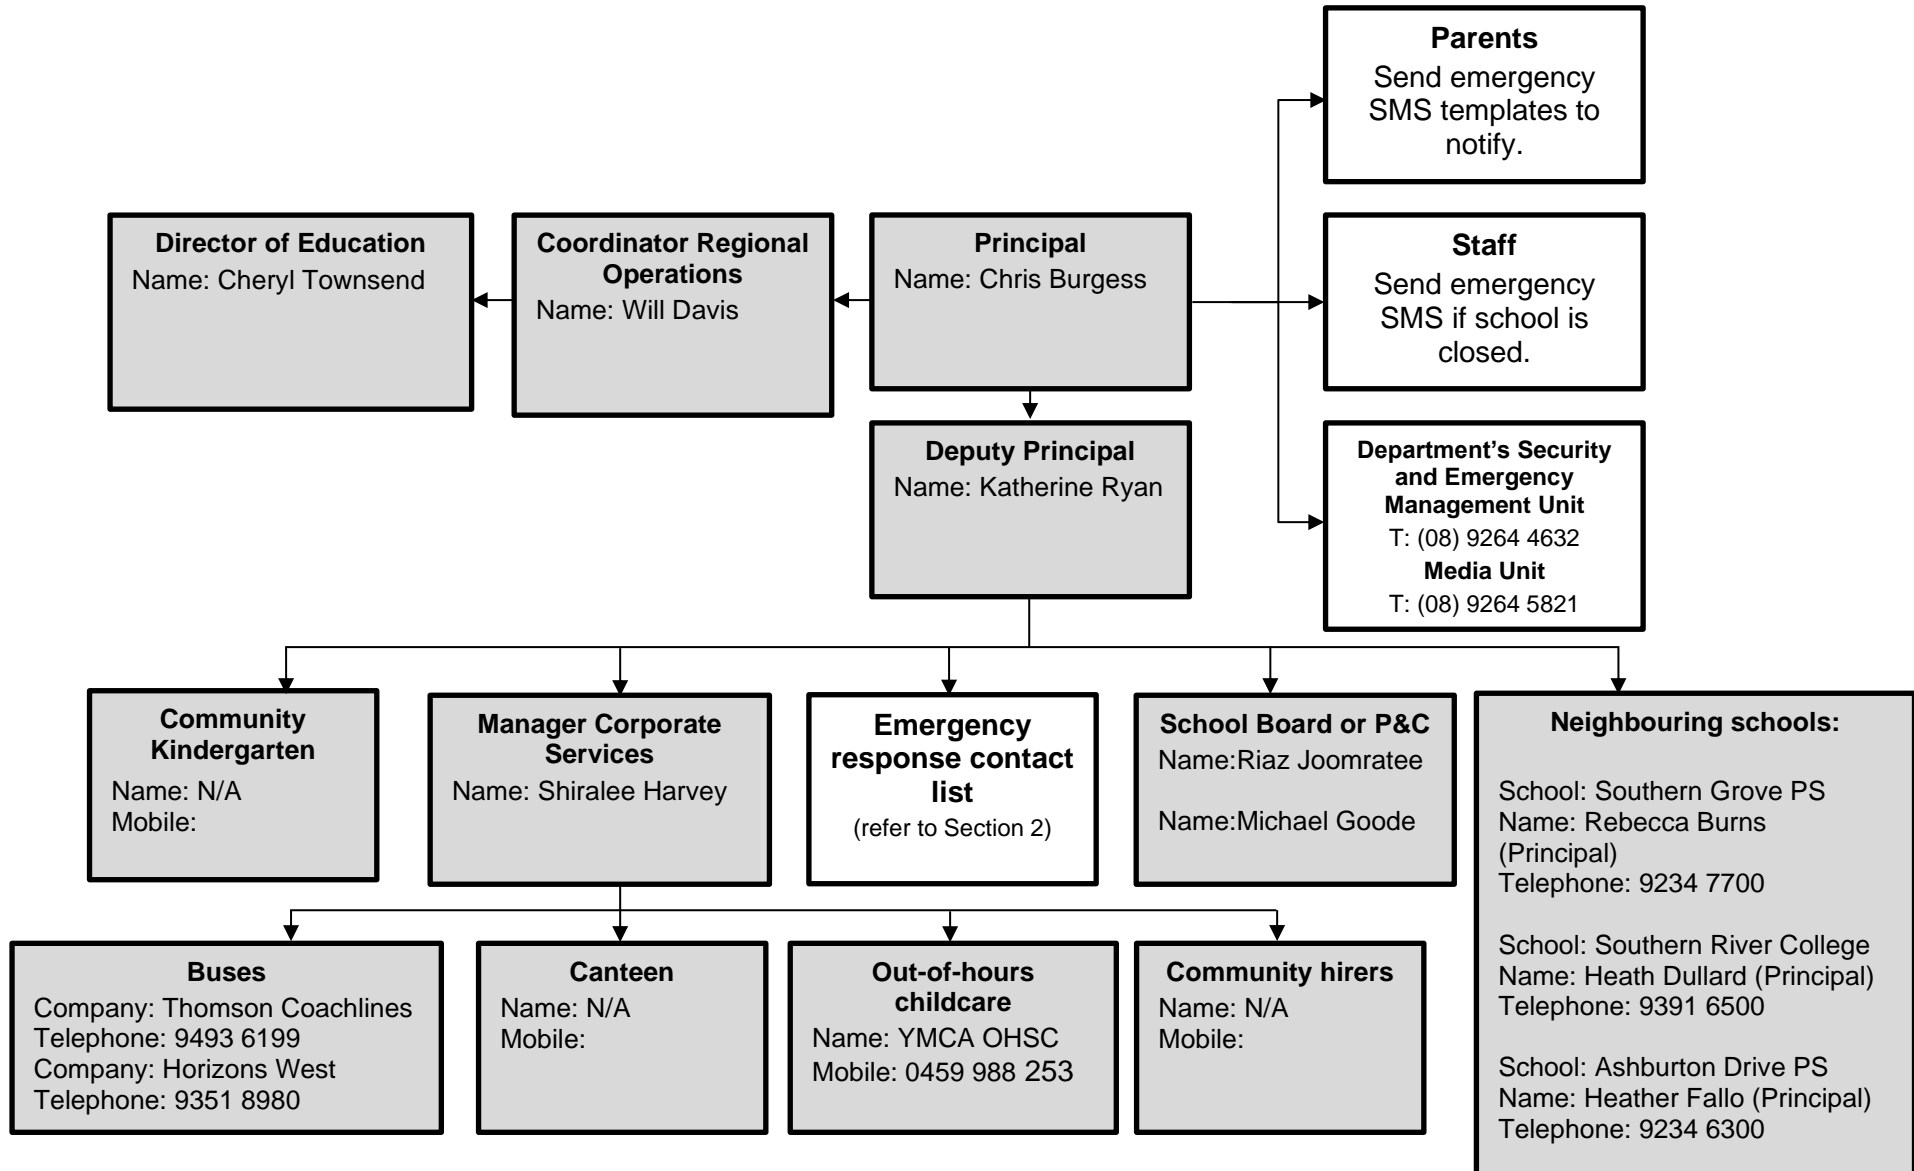 Parents
Send emergency
SMS templates to
notify.
Director of Education
Name: Cheryl Townsend
Coordinator Regional
Operations
Name: Will Davis
Principal
Name: Chris Burgess
Staff
Send emergency
SMS if school is
closed.
Deputy Principal
Name: Katherine Ryan
Department’s Security
and Emergency
Management Unit
T: (08) 9264 4632
Media Unit
T: (08) 9264 5821
Community
Kindergarten
Name: N/A
Mobile:
Manager Corporate
Services
Name: Shiralee Harvey
Emergency
response contact
list
(refer to Section 2)
School Board or P&C
Name:Riaz Joomratee
Name:Michael Goode
Neighbouring schools:
School: Southern Grove PS
Name: Rebecca Burns
(Principal)
Telephone: 9234 7700
School: Southern River College
Name: Heath Dullard (Principal)
Telephone: 9391 6500
School: Ashburton Drive PS
Name: Heather Fallo (Principal)
Telephone: 9234 6300
Buses
Company: Thomson Coachlines
Telephone: 9493 6199
Company: Horizons West
Telephone: 9351 8980
Canteen
Name: N/A
Mobile:
Out-of-hours
childcare
Name: YMCA OHSC
Mobile: 0459 988 253
Community hirers
Name: N/A
Mobile: